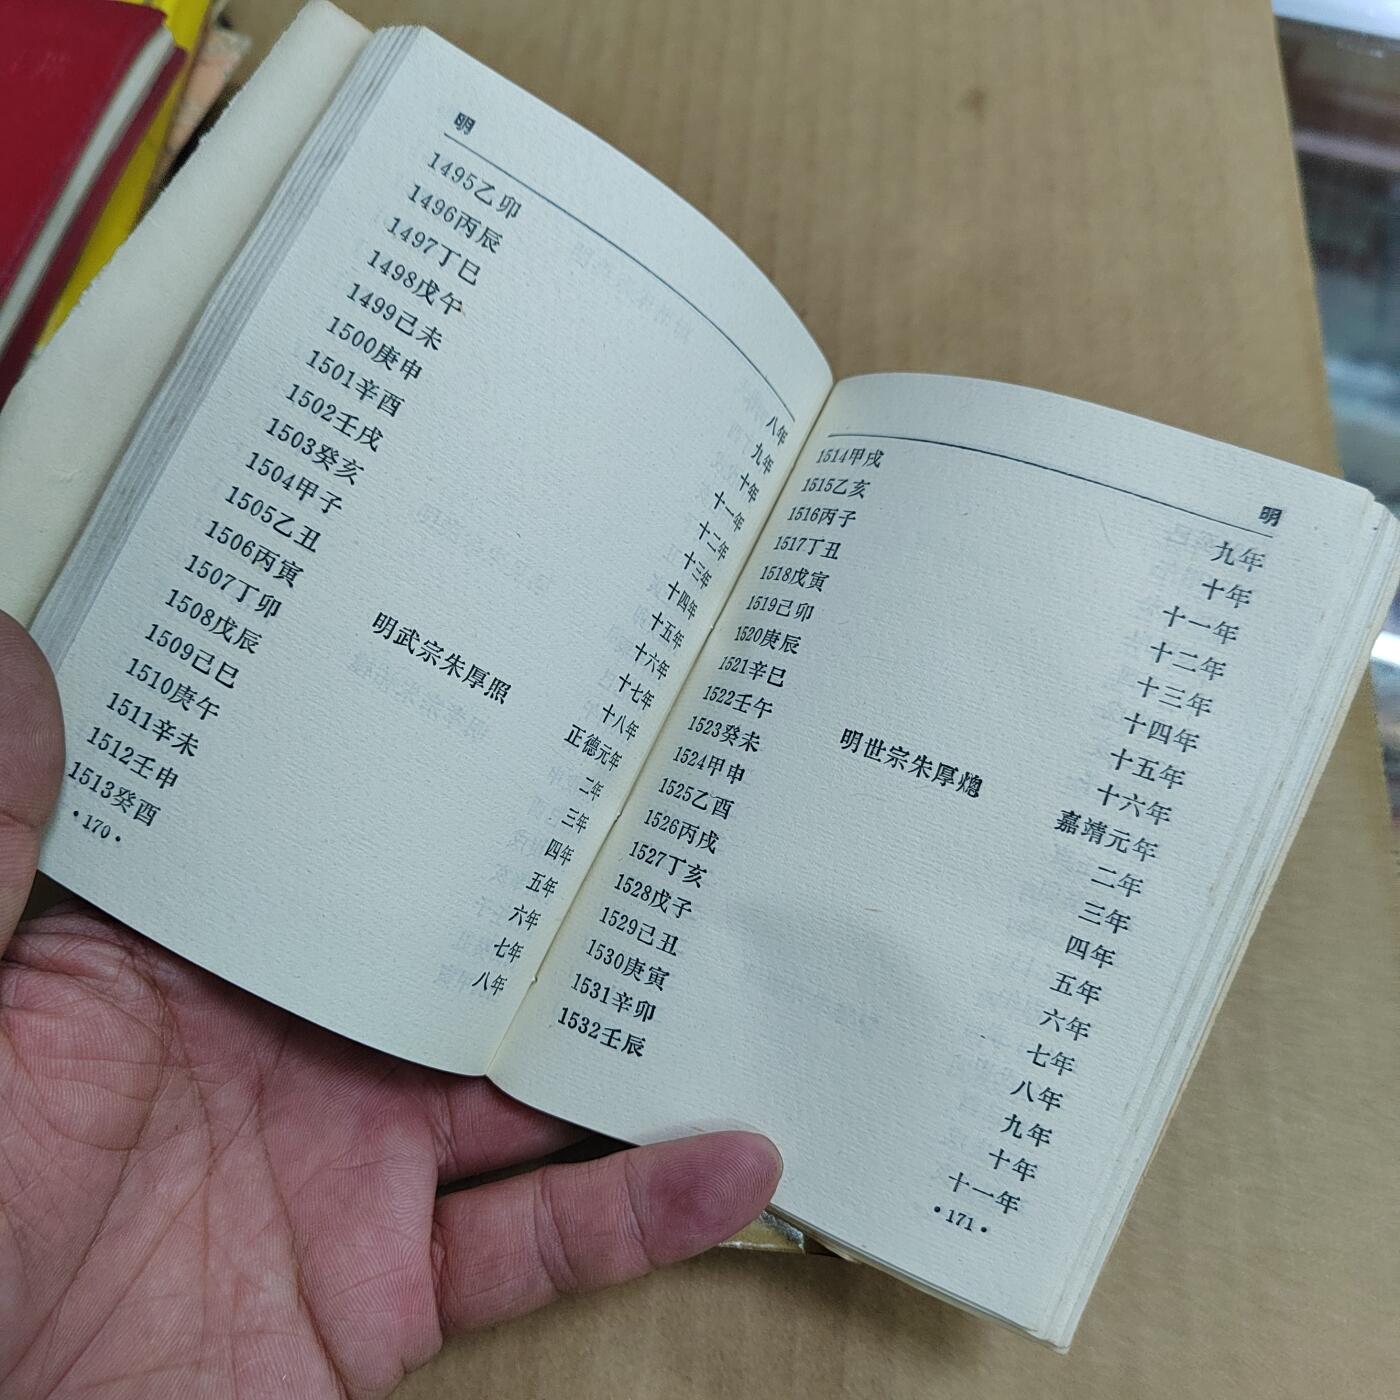 明
1495乙卯 八年
1496丙辰 九年
1497丁巳 十年
1498戊午 十一年
1499己未 十二年
1500庚申 十三年
1501辛酉 十四年
1502壬戌 十五年
1503癸亥 十六年
1504甲子 十七年
1505乙丑 十八年
1506丙寅 明武宗朱厚照 正德元年
1507丁卯 二年
1508戊辰 三年
1509己巳 四年
1510庚午 五年
1511辛未 六年
1512壬申 七年
1513癸酉 八年
·170·
明
1514甲戌 九年
1515乙亥 十年
1516丙子 十一年
1517丁丑 十二年
1518戊寅 十三年
1519己卯 十四年
1520庚辰 十五年
1521辛巳 十六年
1522壬午 明世宗朱厚熜 嘉靖元年
1523癸未 二年
1524甲申 三年
1525乙酉 四年
1526丙戌 五年
1527丁亥 六年
1528戊子 七年
1529己丑 八年
1530庚寅 九年
1531辛卯 十年
1532壬辰 十一年
·171·